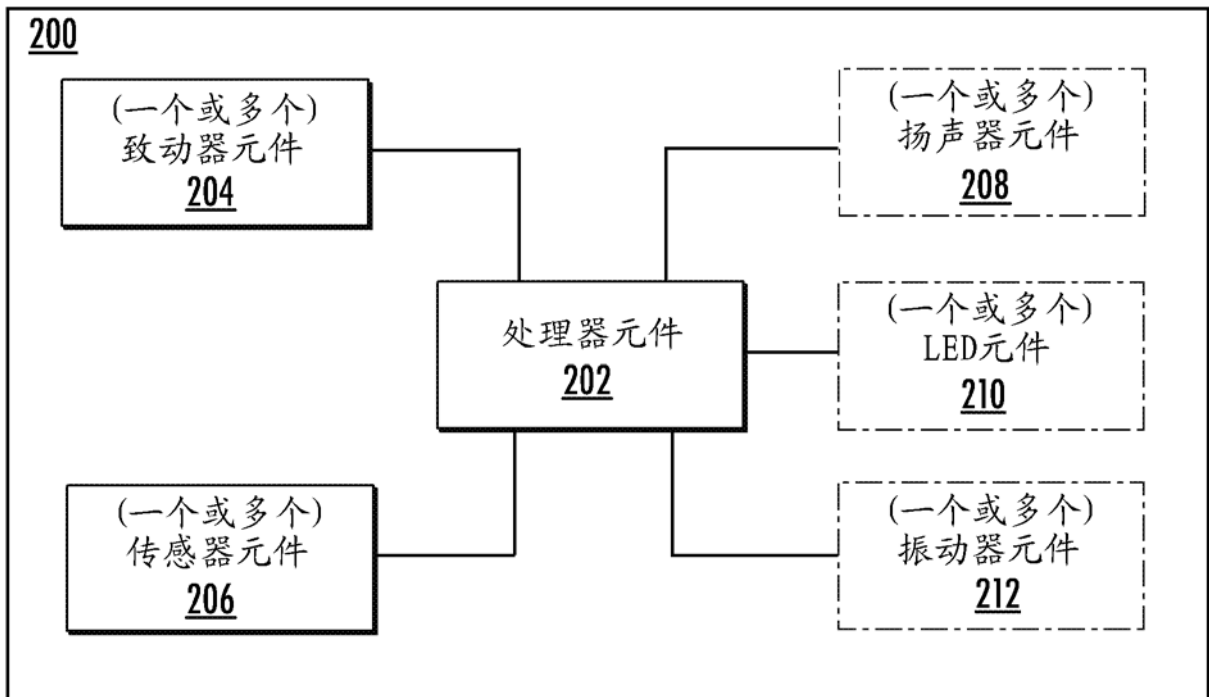 200
(一个或多个)
致动器元件
204
(一个或多个)
扬声器元件
208
处理器元件
202
(一个或多个)
LED元件
210
(一个或多个)
传感器元件
206
(一个或多个)
振动器元件
212